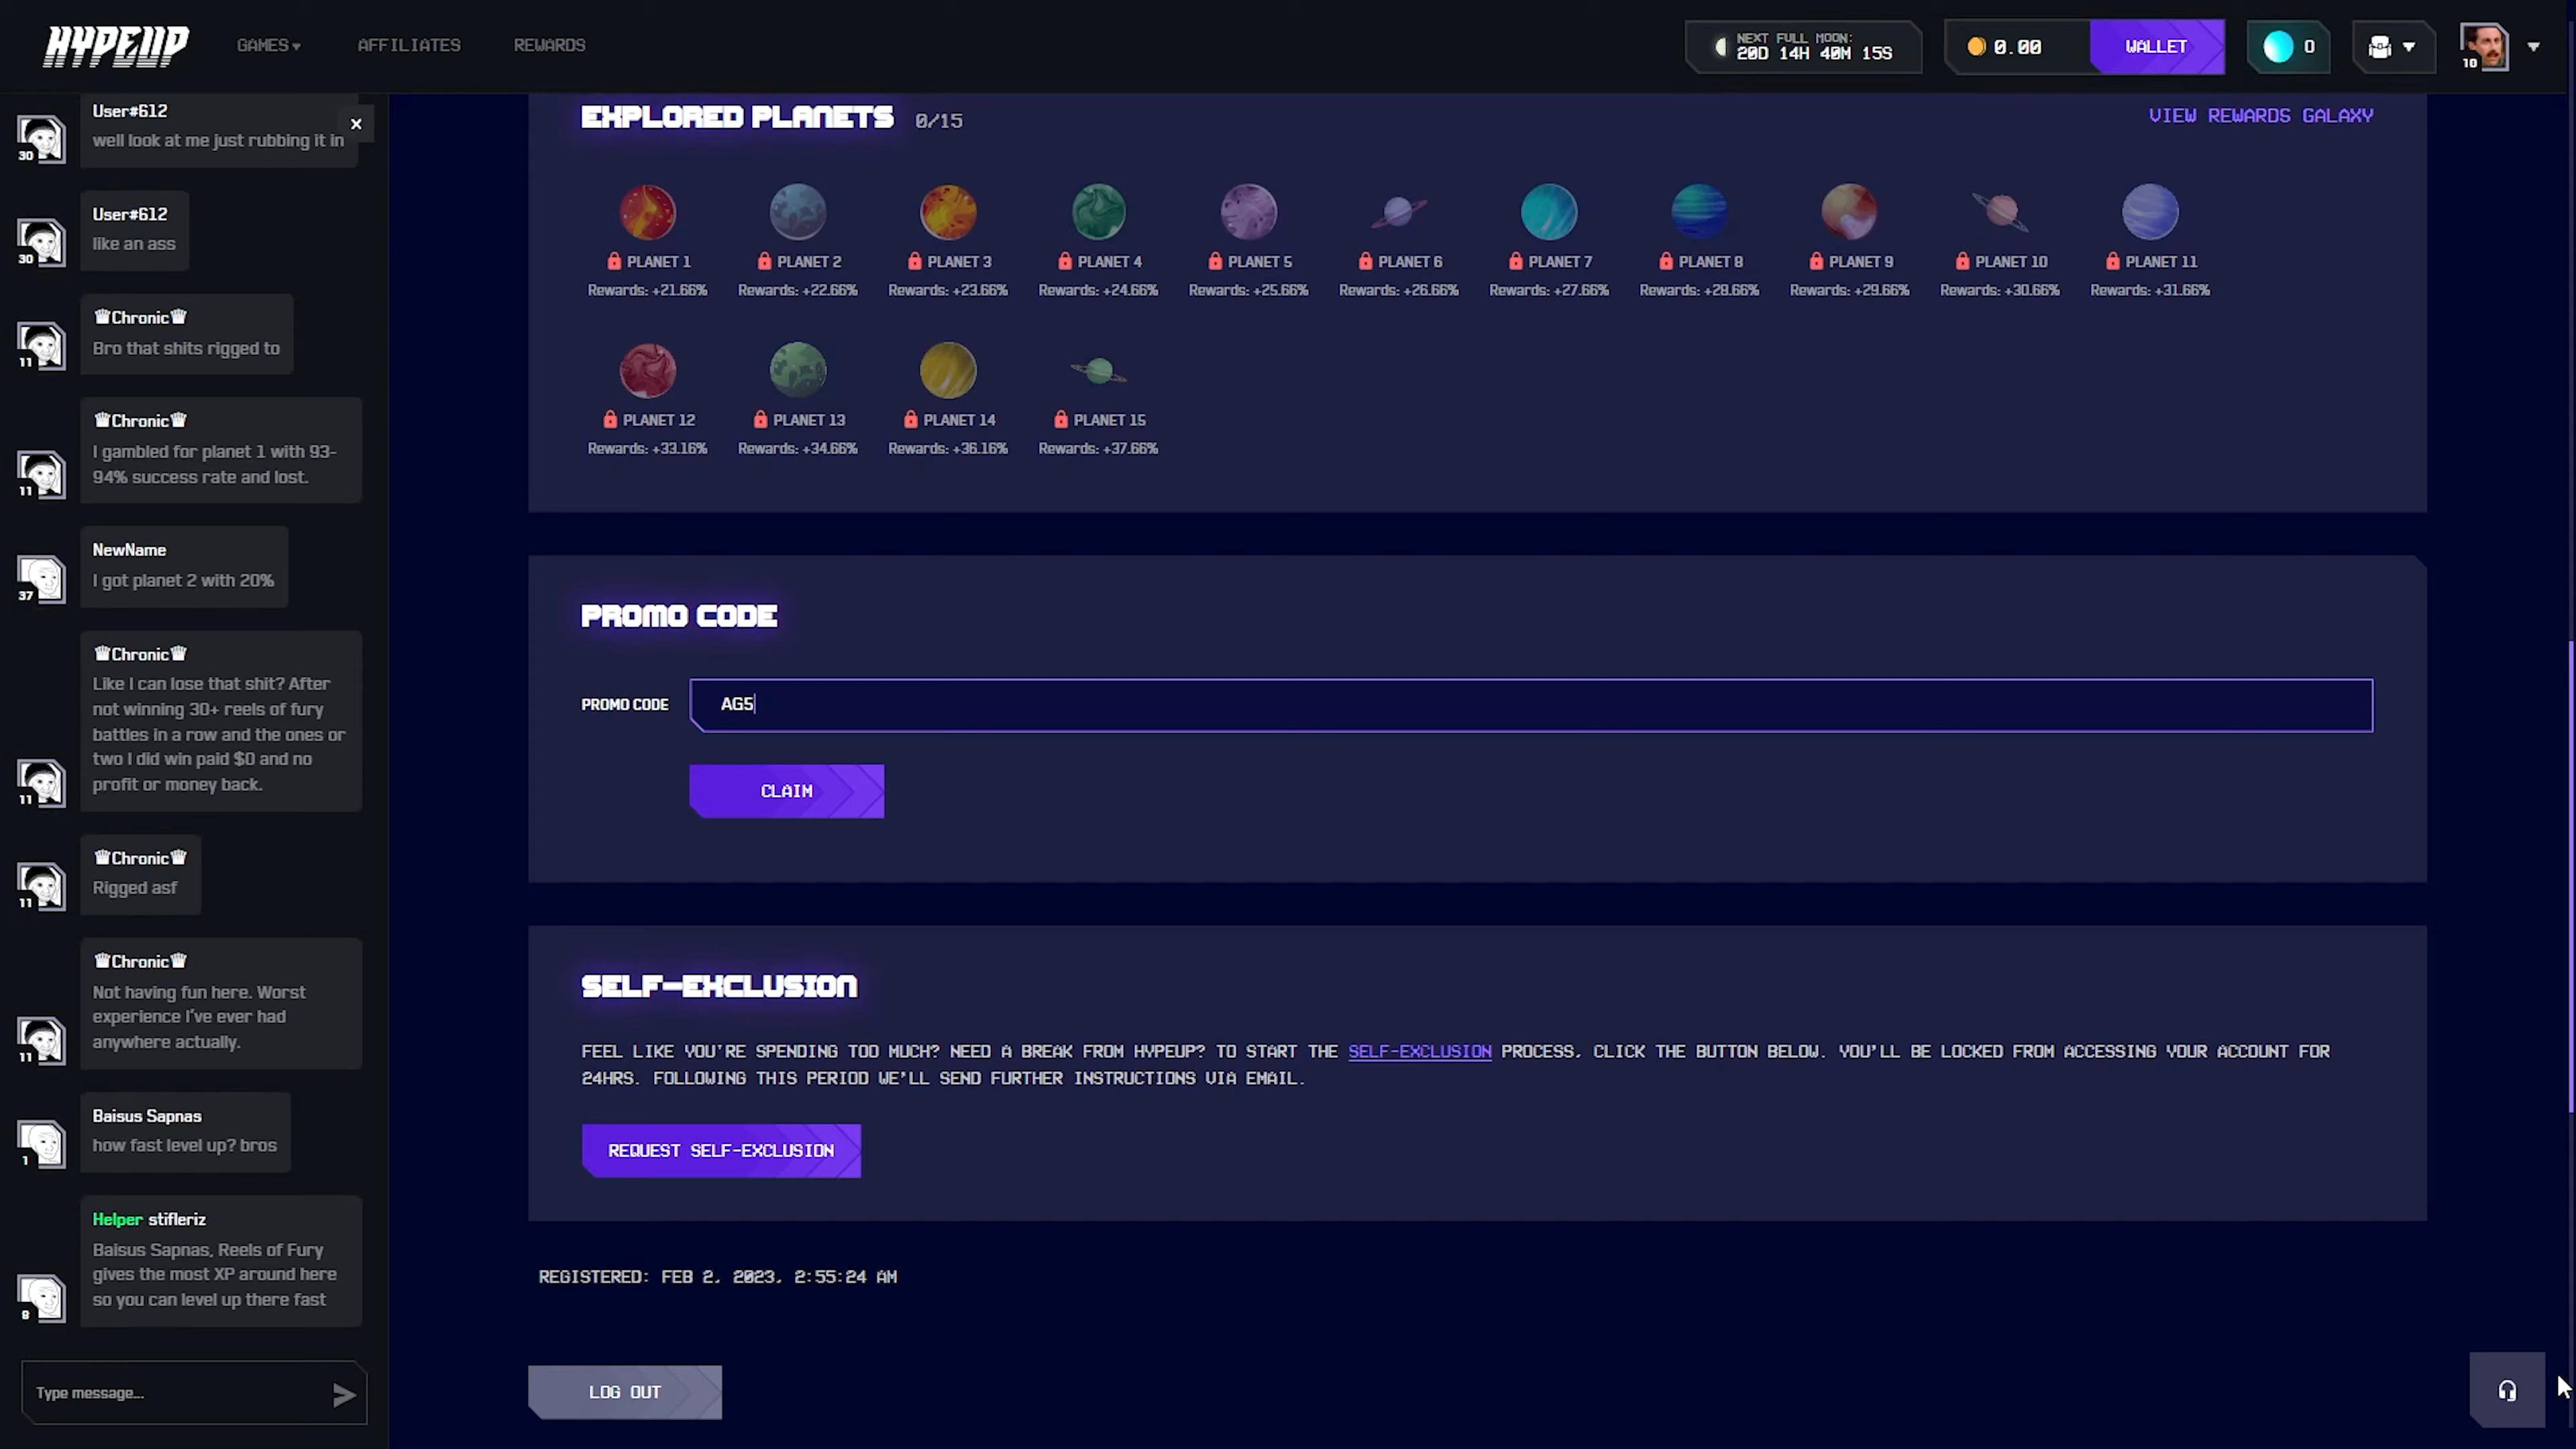 HYPEUP
GAMES▾
AFFILIATES
REWARDS
NEXT FULL MOON:
20D 14H 40M 15S
0.00
WALLET
0
10
User#612
well look at me just rubbing it in
30
User#612
like an ass
30
♛Chronic♛
Bro that shits rigged to
11
♛Chronic♛
I gambled for planet 1 with 93-
94% success rate and lost.
11
NewName
I got planet 2 with 20%
37
♛Chronic♛
Like I can lose that shit? After
not winning 30+ reels of fury
battles in a row and the ones or
two I did win paid $0 and no
profit or money back.
11
♛Chronic♛
Rigged asf
11
♛Chronic♛
Not having fun here. Worst
experience I've ever had
anywhere actually.
11
Baisus Sapnas
how fast level up? bros
1
Helper stifleriz
Baisus Sapnas, Reels of Fury
gives the most XP around here
so you can level up there fast
8
Type message...
EXPLORED PLANETS 0/15
VIEW REWARDS GALAXY
PLANET 1
Rewards: +21.66%
PLANET 2
Rewards: +22.66%
PLANET 3
Rewards: +23.66%
PLANET 4
Rewards: +24.66%
PLANET 5
Rewards: +25.66%
PLANET 6
Rewards: +26.66%
PLANET 7
Rewards: +27.66%
PLANET 8
Rewards: +28.66%
PLANET 9
Rewards: +29.66%
PLANET 10
Rewards: +30.66%
PLANET 11
Rewards: +31.66%
PLANET 12
Rewards: +33.16%
PLANET 13
Rewards: +34.66%
PLANET 14
Rewards: +36.16%
PLANET 15
Rewards: +37.66%
PROMO CODE
PROMO CODE
AG5
CLAIM
SELF-EXCLUSION
FEEL LIKE YOU'RE SPENDING TOO MUCH? NEED A BREAK FROM HYPEUP? TO START THE SELF-EXCLUSION PROCESS, CLICK THE BUTTON BELOW. YOU'LL BE LOCKED FROM ACCESSING YOUR ACCOUNT FOR
24HRS. FOLLOWING THIS PERIOD WE'LL SEND FURTHER INSTRUCTIONS VIA EMAIL.
REQUEST SELF-EXCLUSION
REGISTERED: FEB 2, 2023, 2:55:24 AM
LOG OUT